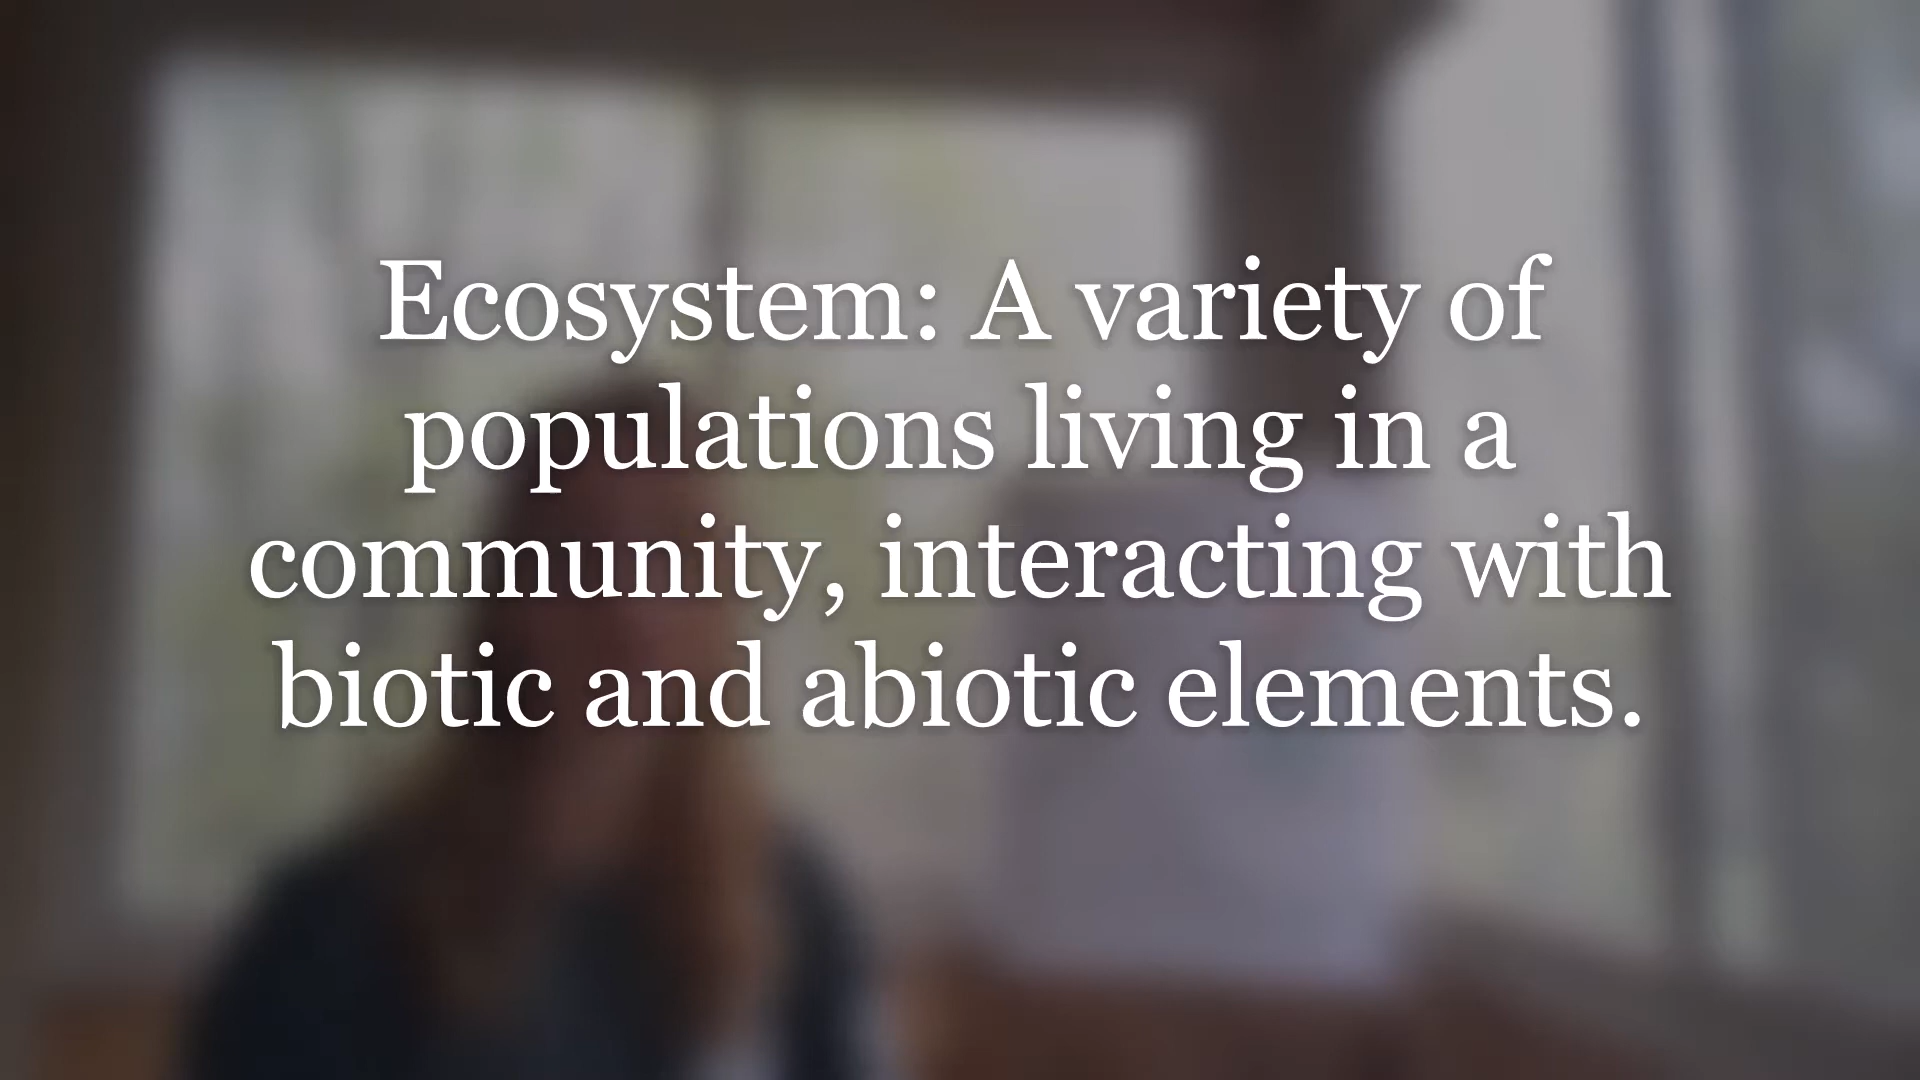 Ecosystem: A variety of
populations living in a
community, interacting with
biotic and abiotic elements.